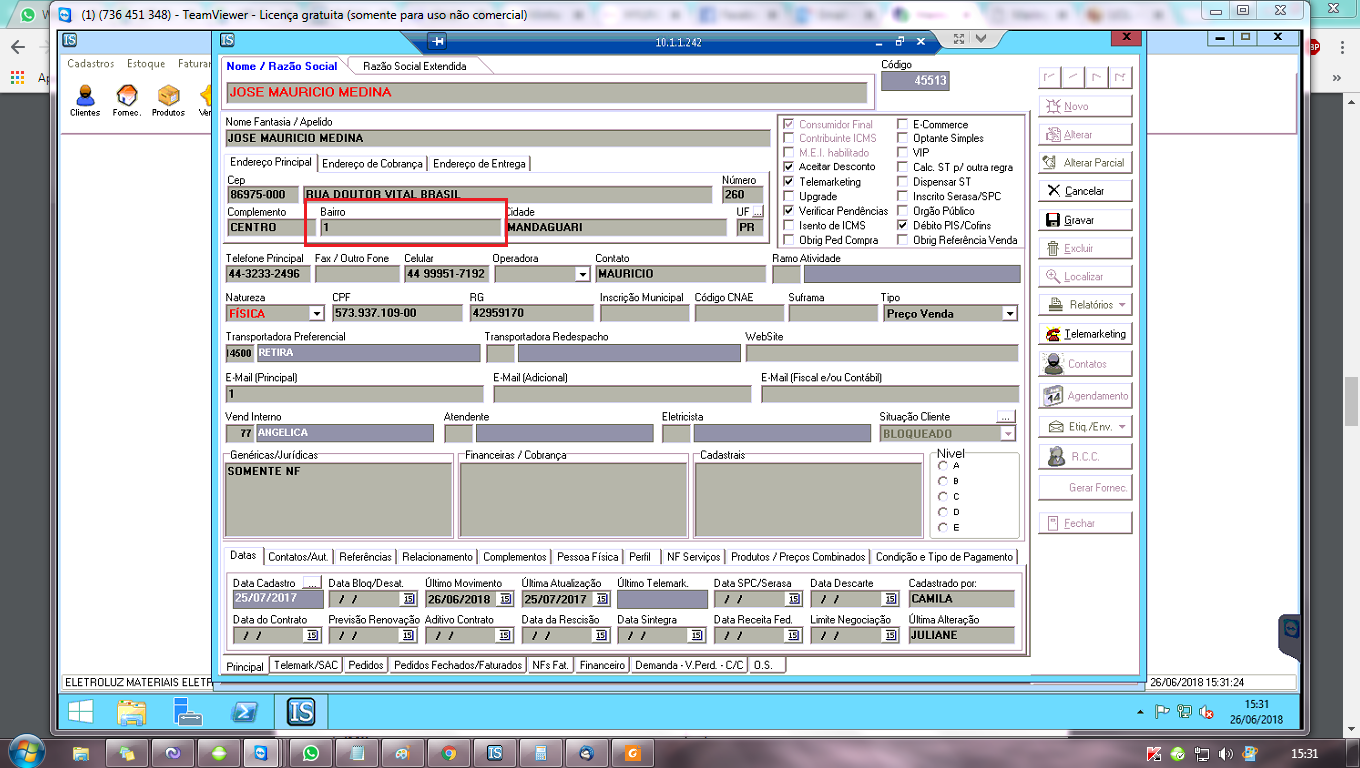 (1) (736 451 348) - TeamViewer - Licença gratuita (somente para uso não comercial)
10.1.1.242
Cadastros Estoque Faturar
Clientes Fornec. Produtos
Nome / Razão Social Razão Social Extendida
Código
45513
JOSE MAURICIO MEDINA
Nome Fantasia / Apelido
JOSE MAURICIO MEDINA
Consumidor Final E-Commerce
Contribuinte ICMS Optante Simples
M.E.I. habilitado VIP
Aceitar Desconto Calc. ST p/ outra regra
Telemarketing Dispensar ST
Upgrade Inscrito Serasa/SPC
Verificar Pendências Orgão Público
Isento de ICMS Débito PIS/Cofins
Obrig Ped Compra Obrig Referência Venda
Endereço Principal Endereço de Cobrança Endereço de Entrega
Cep Número
86975-000 RUA DOUTOR VITAL BRASIL 260
Complemento Bairro Cidade UF ...
CENTRO 1 MANDAGUARI PR
Telefone Principal Fax / Outro Fone Celular Operadora Contato Ramo Atividade
44-3233-2496 44 99951-7192 MAURICIO
Natureza CPF RG Inscrição Municipal Código CNAE Suframa Tipo
FÍSICA 573.937.109-00 42959170 Preço Venda
Transportadora Preferencial Transportadora Redespacho WebSite
14500 RETIRA
E-Mail (Principal) E-Mail (Adicional) E-Mail (Fiscal e/ou Contábil)
1
Vend Interno Atendente Eletricista Situação Cliente ...
77 ANGELICA BLOQUEADO
Genéricas/Jurídicas Financeiras / Cobrança Cadastrais Nivel
SOMENTE NF
A
B
C
D
E
Datas Contatos/Aut. Referências Relacionamento Complementos Pessoa Física Perfil NF Serviços Produtos / Preços Combinados Condição e Tipo de Pagamento
Data Cadastro ... Data Bloq/Desat. Último Movimento Última Atualização Último Telemark. Data SPC/Serasa Data Descarte Cadastrado por:
25/07/2017 / / 26/06/2018 25/07/2017 / / / / CAMILA
Data do Contrato Previsão Renovação Aditivo Contrato Data da Rescisão Data Sintegra Data Receita Fed. Limite Negociação Última Alteração
/ / / / / / / / / / / / / / JULIANE
Principal Telemark/SAC Pedidos Pedidos Fechados/Faturados NFs Fat. Financeiro Demanda - V.Perd. - C/C O.S.
Novo
Alterar
Alterar Parcial
Cancelar
Gravar
Excluir
Localizar
Relatórios
Telemarketing
Contatos
Agendamento
Etiq./Env.
R.C.C.
Gerar Fornec.
Fechar
ELETROLUZ MATERIAIS ELETR 26/06/2018 15:31:24
IS
15:31
26/06/2018
15:31